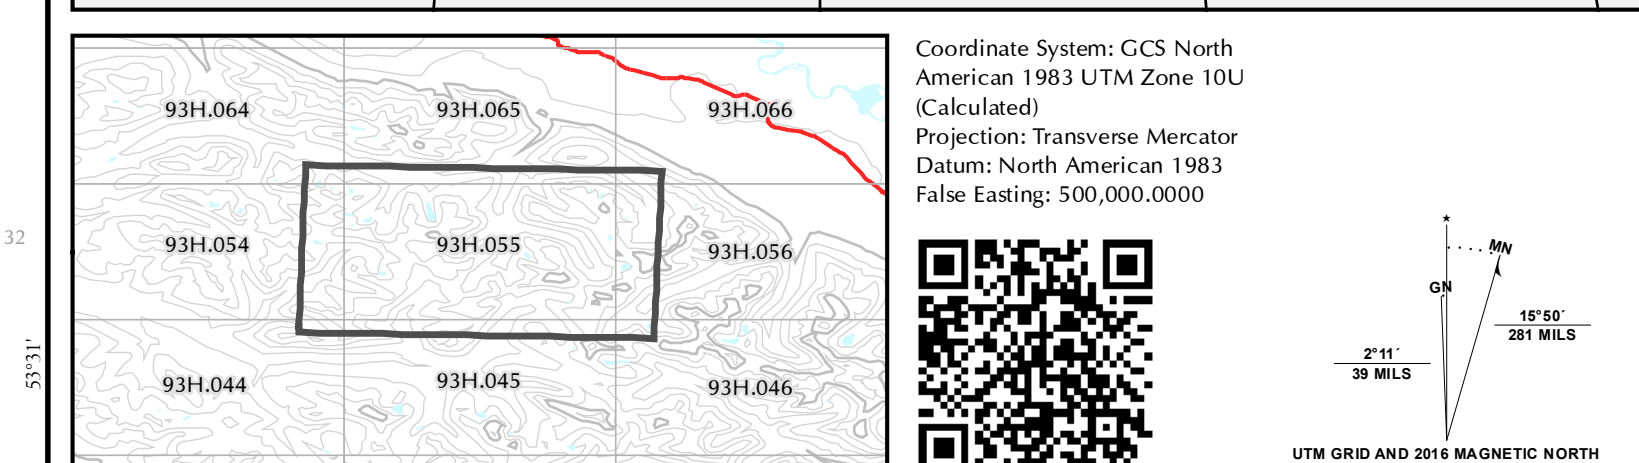 93H.064
93H.065
93H.066
32
93H.054
93H.055
93H.056
53°31'
93H.044
93H.045
93H.046
Coordinate System: GCS North
American 1983 UTM Zone 10U
(Calculated)
Projection: Transverse Mercator
Datum: North American 1983
False Easting: 500,000.0000
MN
GN
15°50´
281 MILS
2°11´
39 MILS
UTM GRID AND 2016 MAGNETIC NORTH